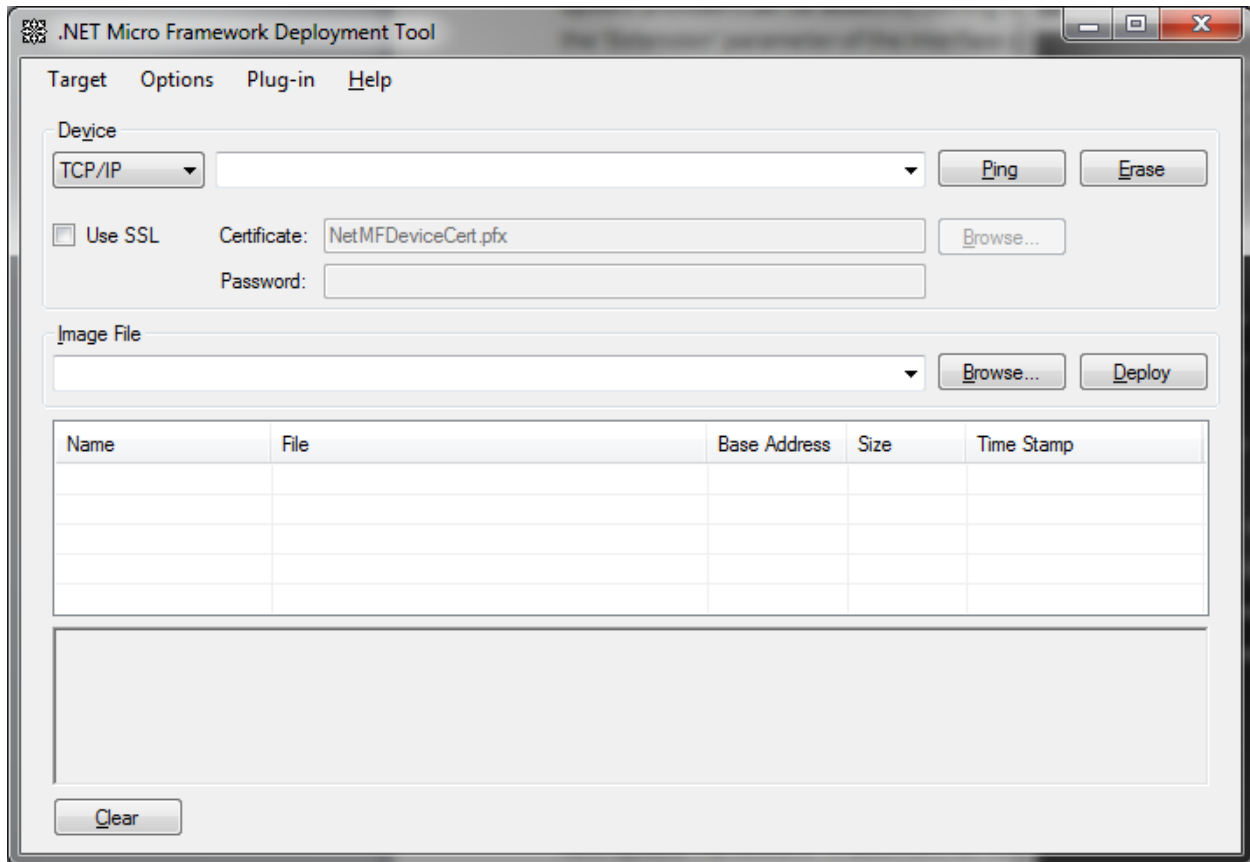 .NET Micro Framework Deployment Tool
Target Options Plug-in Help
Device
TCP/IP Ping Erase
Use SSL Certificate: NetMFDeviceCert.pfx Browse...
Password:
Image File
Browse... Deploy
Name File Base Address Size Time Stamp
Clear